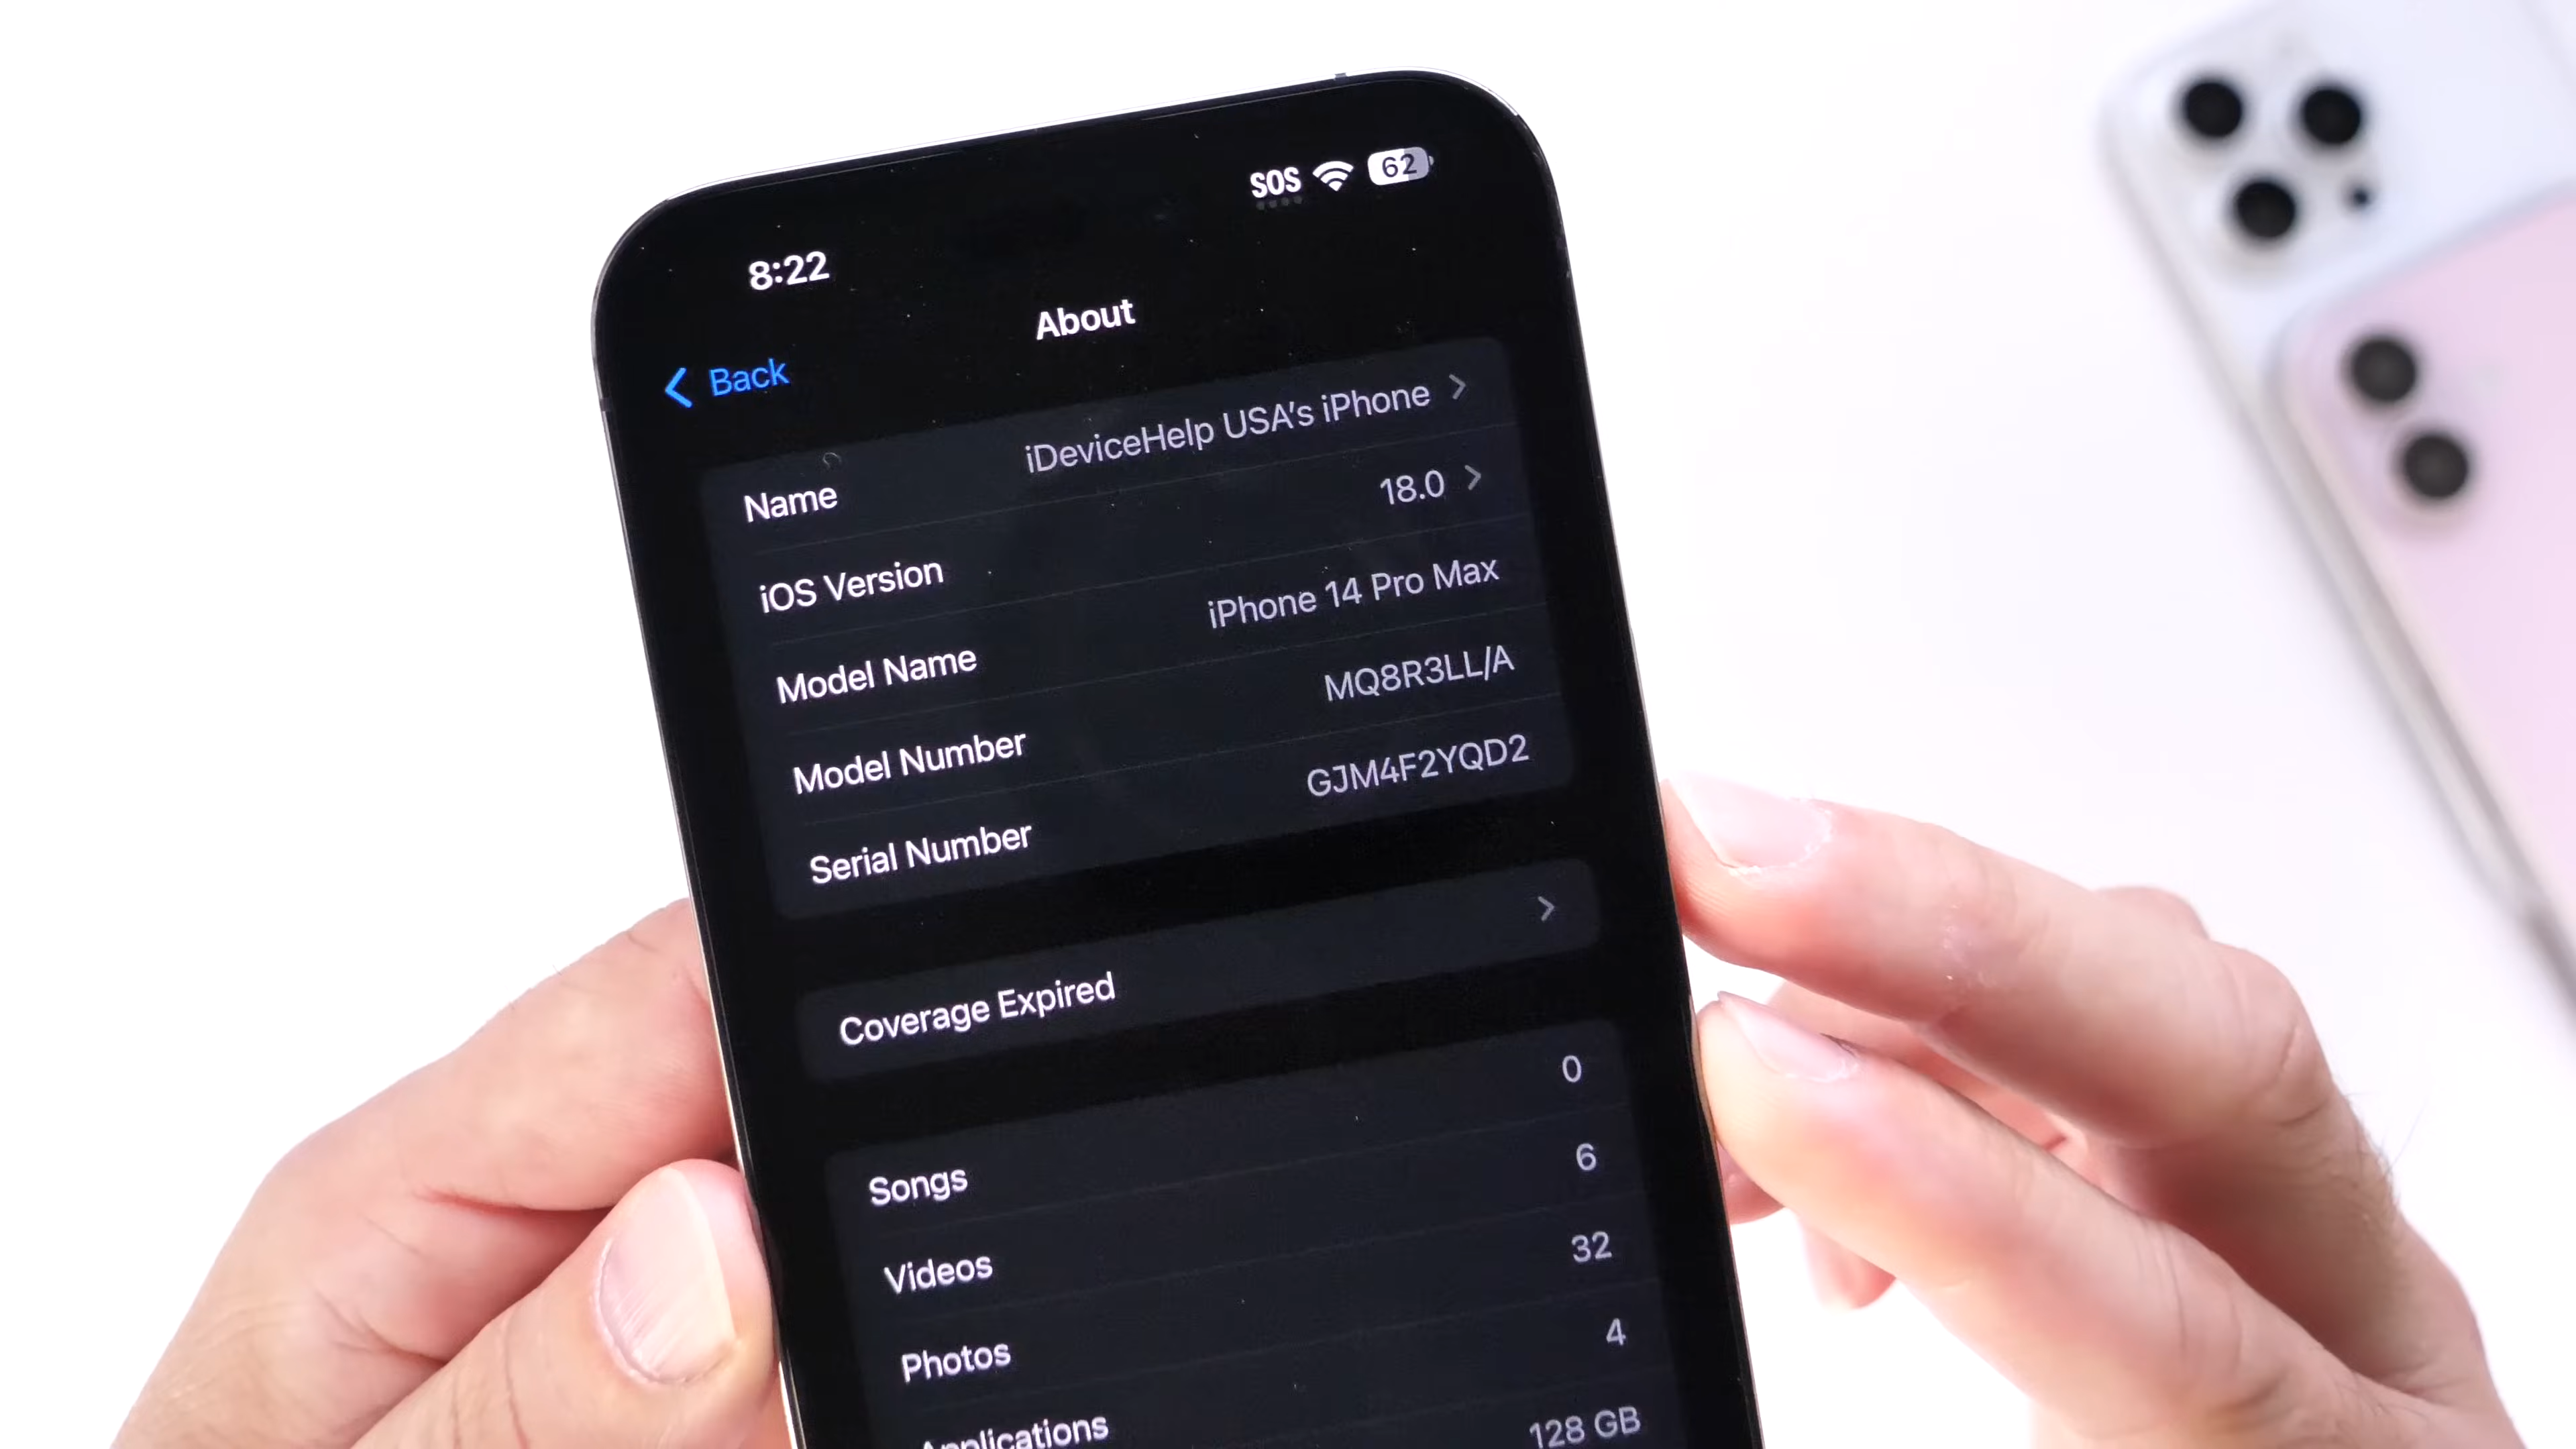 SOS 62
8:22
About
Back
Name iDeviceHelp USA's iPhone
iOS Version 18.0
Model Name iPhone 14 Pro Max
Model Number MQ8R3LL/A
Serial Number GJM4F2YQD2
Coverage Expired
Songs 0
Videos 6
Photos 32
Applications 4
128 GB